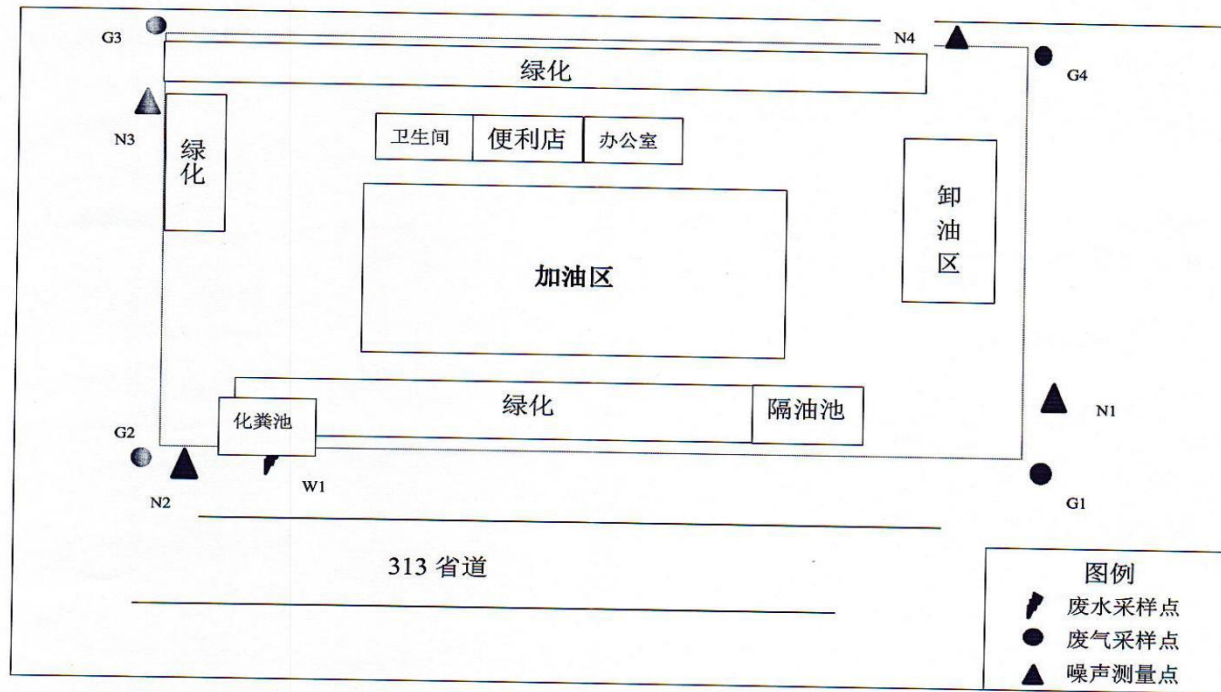 G3
N4
G4
绿化
N3
绿化
卫生间
便利店
办公室
卸油区
加油区
绿化
化粪池
隔油池
N1
G2
N2
W1
G1
313 省道
图例
废水采样点
废气采样点
噪声测量点